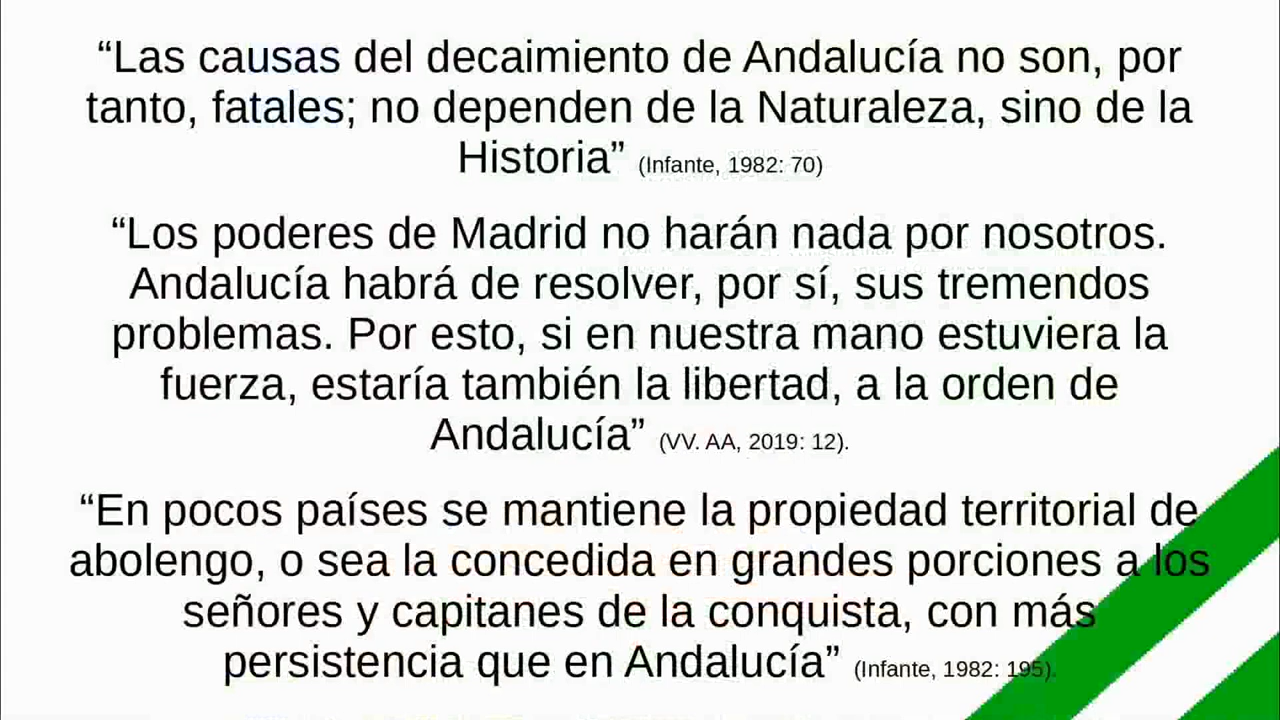 “Las causas del decaimiento de Andalucía no son, por
tanto, fatales; no dependen de la Naturaleza, sino de la
Historia” (Infante, 1982: 70)
“Los poderes de Madrid no harán nada por nosotros.
Andalucía habrá de resolver, por sí, sus tremendos
problemas. Por esto, si en nuestra mano estuviera la
fuerza, estaría también la libertad, a la orden de
Andalucía” (VV. AA, 2019: 12).
“En pocos países se mantiene la propiedad territorial de
abolengo, o sea la concedida en grandes porciones a los
señores y capitanes de la conquista, con más
persistencia que en Andalucía” (Infante, 1982: 195).